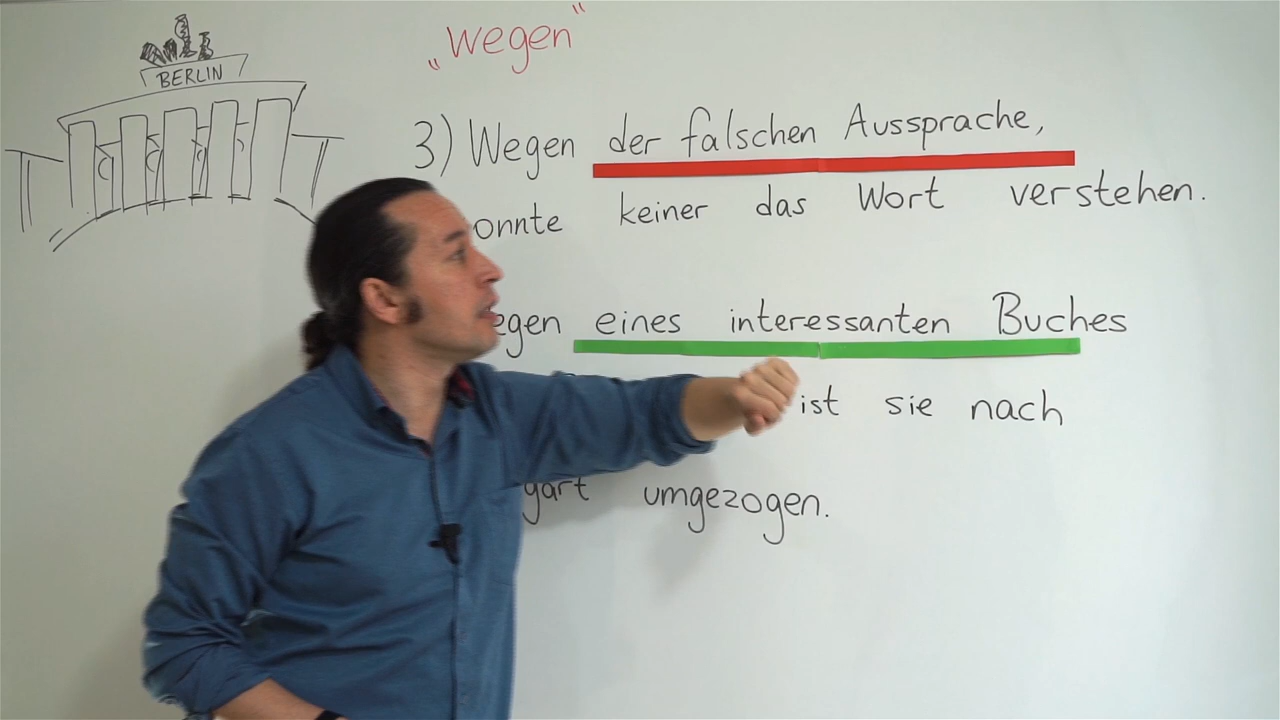 BERLIN
„wegen“
3) Wegen der falschen Aussprache,
onnte keiner das Wort verstehen.
egen eines interessanten Buches
ist sie nach
gart umgezogen.